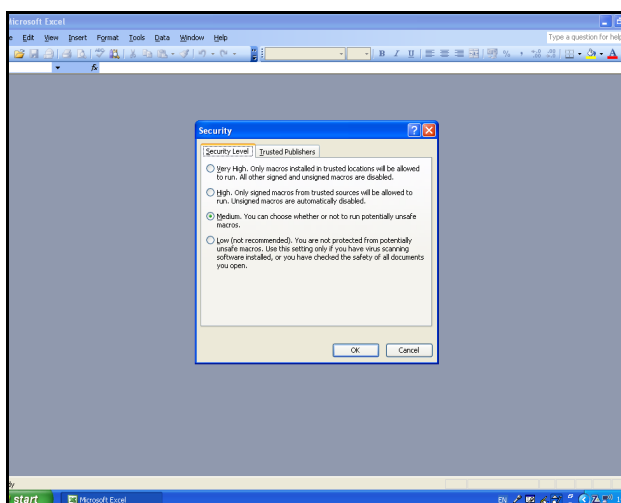 Microsoft Excel
Edit View Insert Format Tools Data Window Help
Type a question for help
Security
Security Level Trusted Publishers
Very High. Only macros installed in trusted locations will be allowed
to run. All other signed and unsigned macros are disabled.
High. Only signed macros from trusted sources will be allowed to
run. Unsigned macros are automatically disabled.
Medium. You can choose whether or not to run potentially unsafe
macros.
Low (not recommended). You are not protected from potentially
unsafe macros. Use this setting only if you have virus scanning
software installed, or you have checked the safety of all documents
you open.
OK Cancel
start Microsoft Excel EN